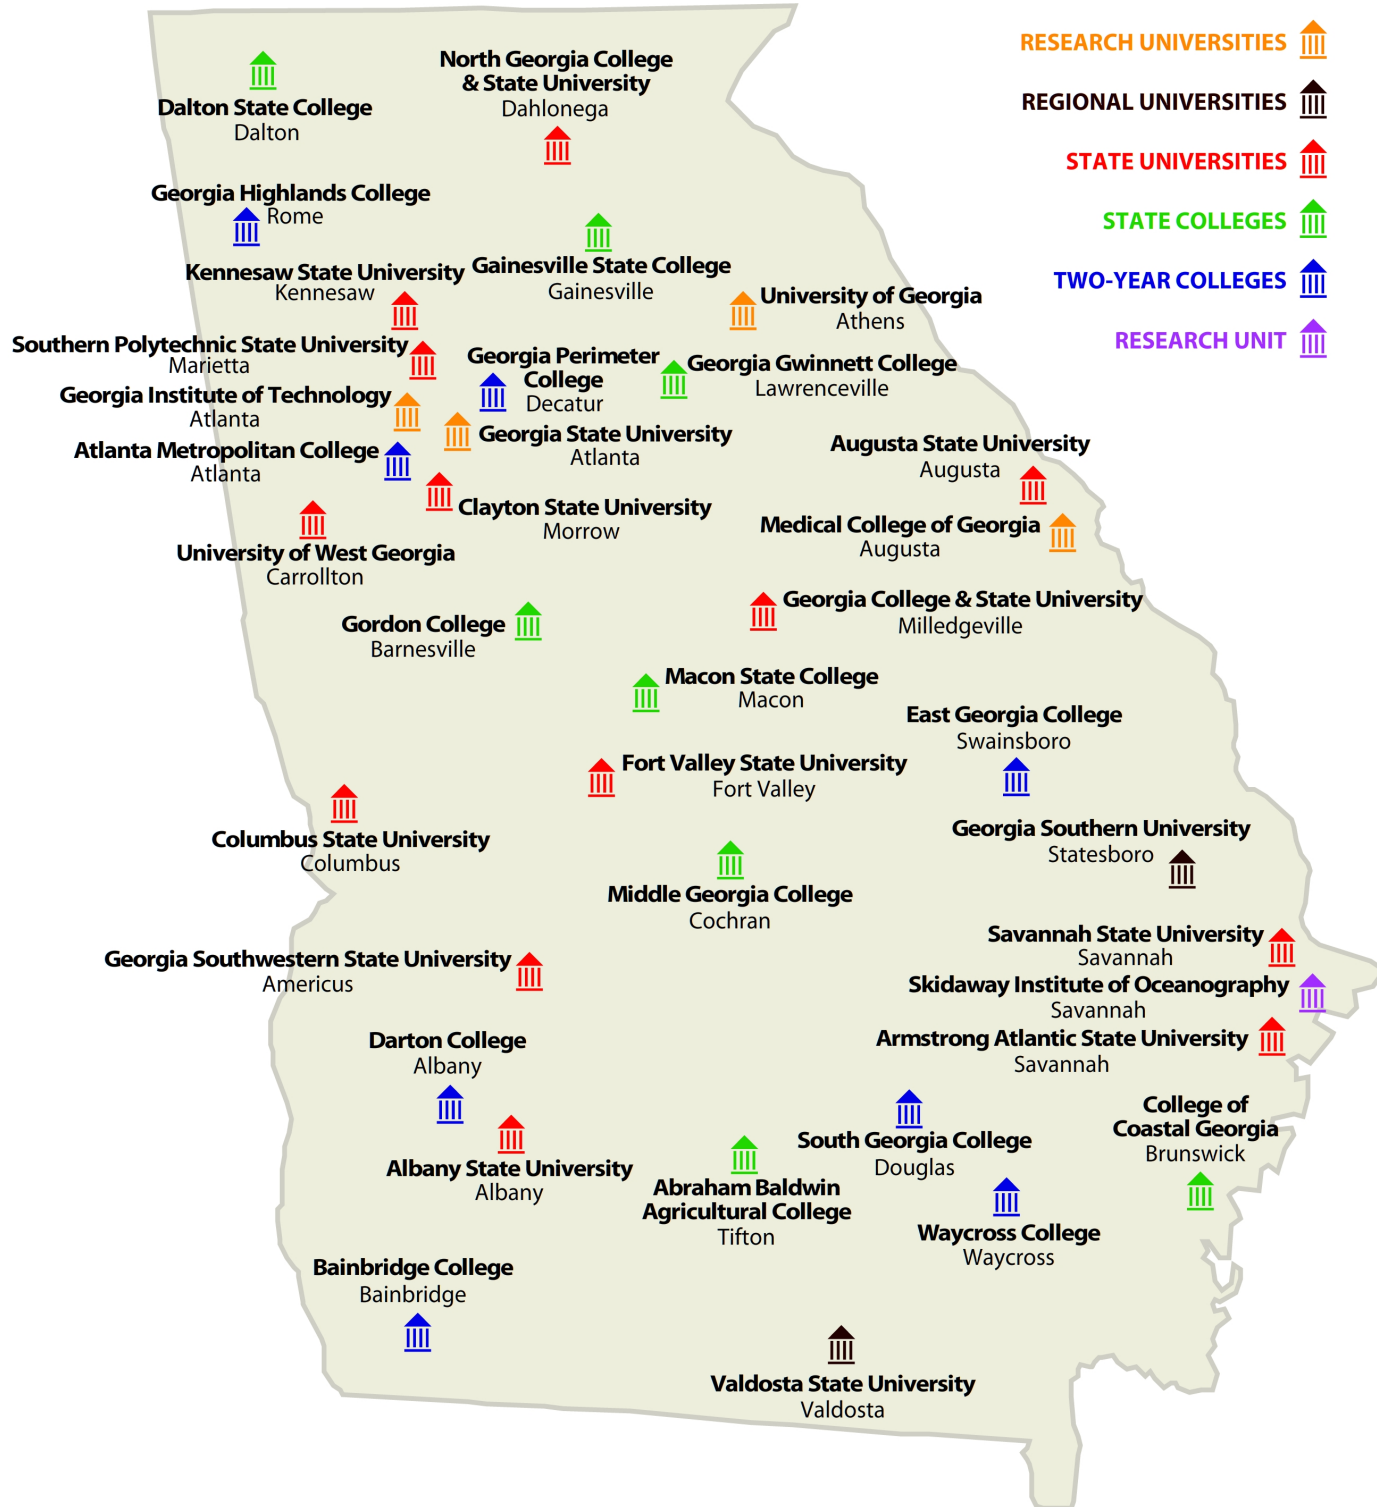 RESEARCH UNIVERSITIES
REGIONAL UNIVERSITIES
STATE UNIVERSITIES
STATE COLLEGES
TWO-YEAR COLLEGES
RESEARCH UNIT
North Georgia College
& State University
Dahlonega
Dalton State College
Dalton
Georgia Highlands College
Rome
Kennesaw State University
Kennesaw
Gainesville State College
Gainesville
University of Georgia
Athens
Southern Polytechnic State University
Marietta
Georgia Perimeter
College
Decatur
Georgia Gwinnett College
Lawrenceville
Georgia Institute of Technology
Atlanta
Georgia State University
Atlanta
Atlanta Metropolitan College
Atlanta
Augusta State University
Augusta
Clayton State University
Morrow
Medical College of Georgia
Augusta
University of West Georgia
Carrollton
Georgia College & State University
Milledgeville
Gordon College
Barnesville
Macon State College
Macon
East Georgia College
Swainsboro
Fort Valley State University
Fort Valley
Columbus State University
Columbus
Georgia Southern University
Statesboro
Middle Georgia College
Cochran
Savannah State University
Savannah
Georgia Southwestern State University
Americus
Skidaway Institute of Oceanography
Savannah
Armstrong Atlantic State University
Savannah
Darton College
Albany
College of
Coastal Georgia
Brunswick
South Georgia College
Douglas
Albany State University
Albany
Abraham Baldwin
Agricultural College
Tifton
Waycross College
Waycross
Bainbridge College
Bainbridge
Valdosta State University
Valdosta